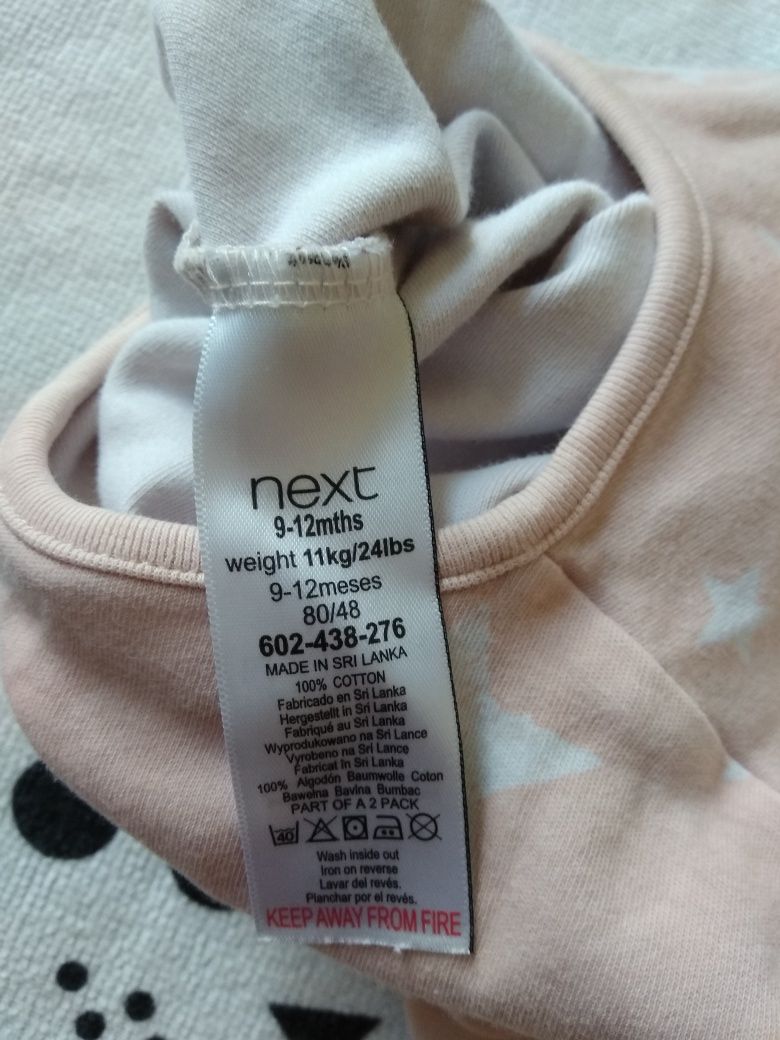 next
9-12mths
weight 11kg/24lbs
9-12meses
80/48
602-438-276
MADE IN SRI LANKA
100% COTTON
Fabricado en Sri Lanka
Hergestellt in Sri Lanka
Fabriqué au Sri Lanka
Wyprodukowano na Sri Lance
Vyrobeno na Sri Lance
Fabricat in Sri Lanka
100% Algodón Baumwolle Coton
Bawełna Bavlna Bumbac
PART OF A 2 PACK
40
Wash inside out
Iron on reverse
Lavar del revés.
Planchar por el revés.
KEEP AWAY FROM FIRE